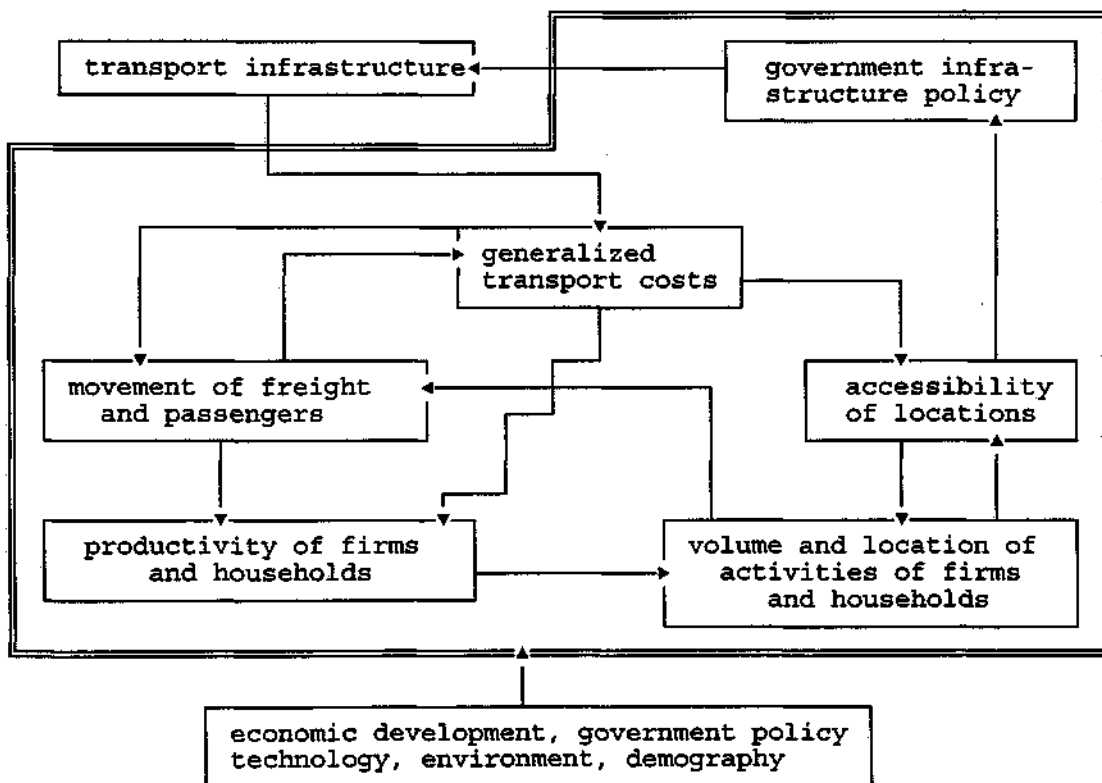 transport infrastructure
government infra-
structure policy
generalized
transport costs
movement of freight
and passengers
accessibility
of locations
productivity of firms
and households
volume and location of
activities of firms
and households
economic development, government policy
technology, environment, demography